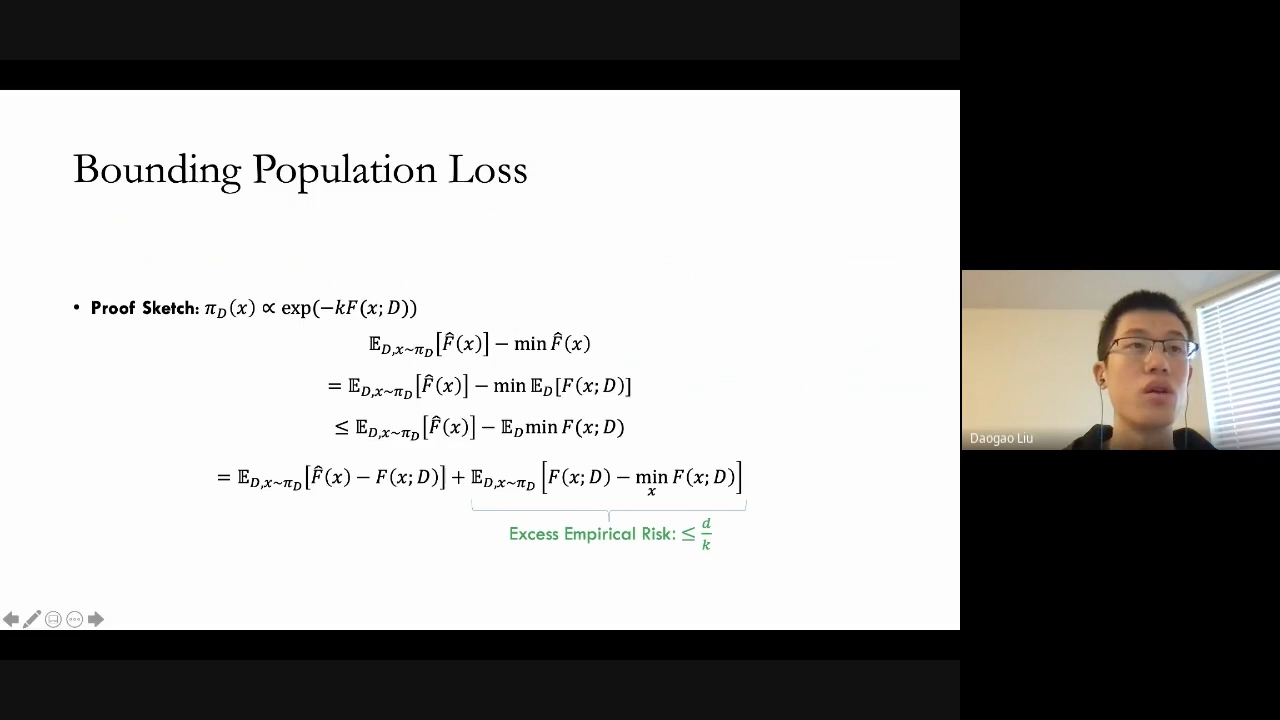 Bounding Population Loss
• Proof Sketch: π_D(x) ∝ exp(−kF(x; D))
𝔼_{D,x~π_D}[F̂(x)] − min F̂(x)
= 𝔼_{D,x~π_D}[F̂(x)] − min 𝔼_D[F(x; D)]
≤ 𝔼_{D,x~π_D}[F̂(x)] − 𝔼_D min F(x; D)
= 𝔼_{D,x~π_D}[F̂(x) − F(x; D)] + 𝔼_{D,x~π_D}[F(x; D) − min_x F(x; D)]
Excess Empirical Risk: ≤ d/k
Daogao Liu